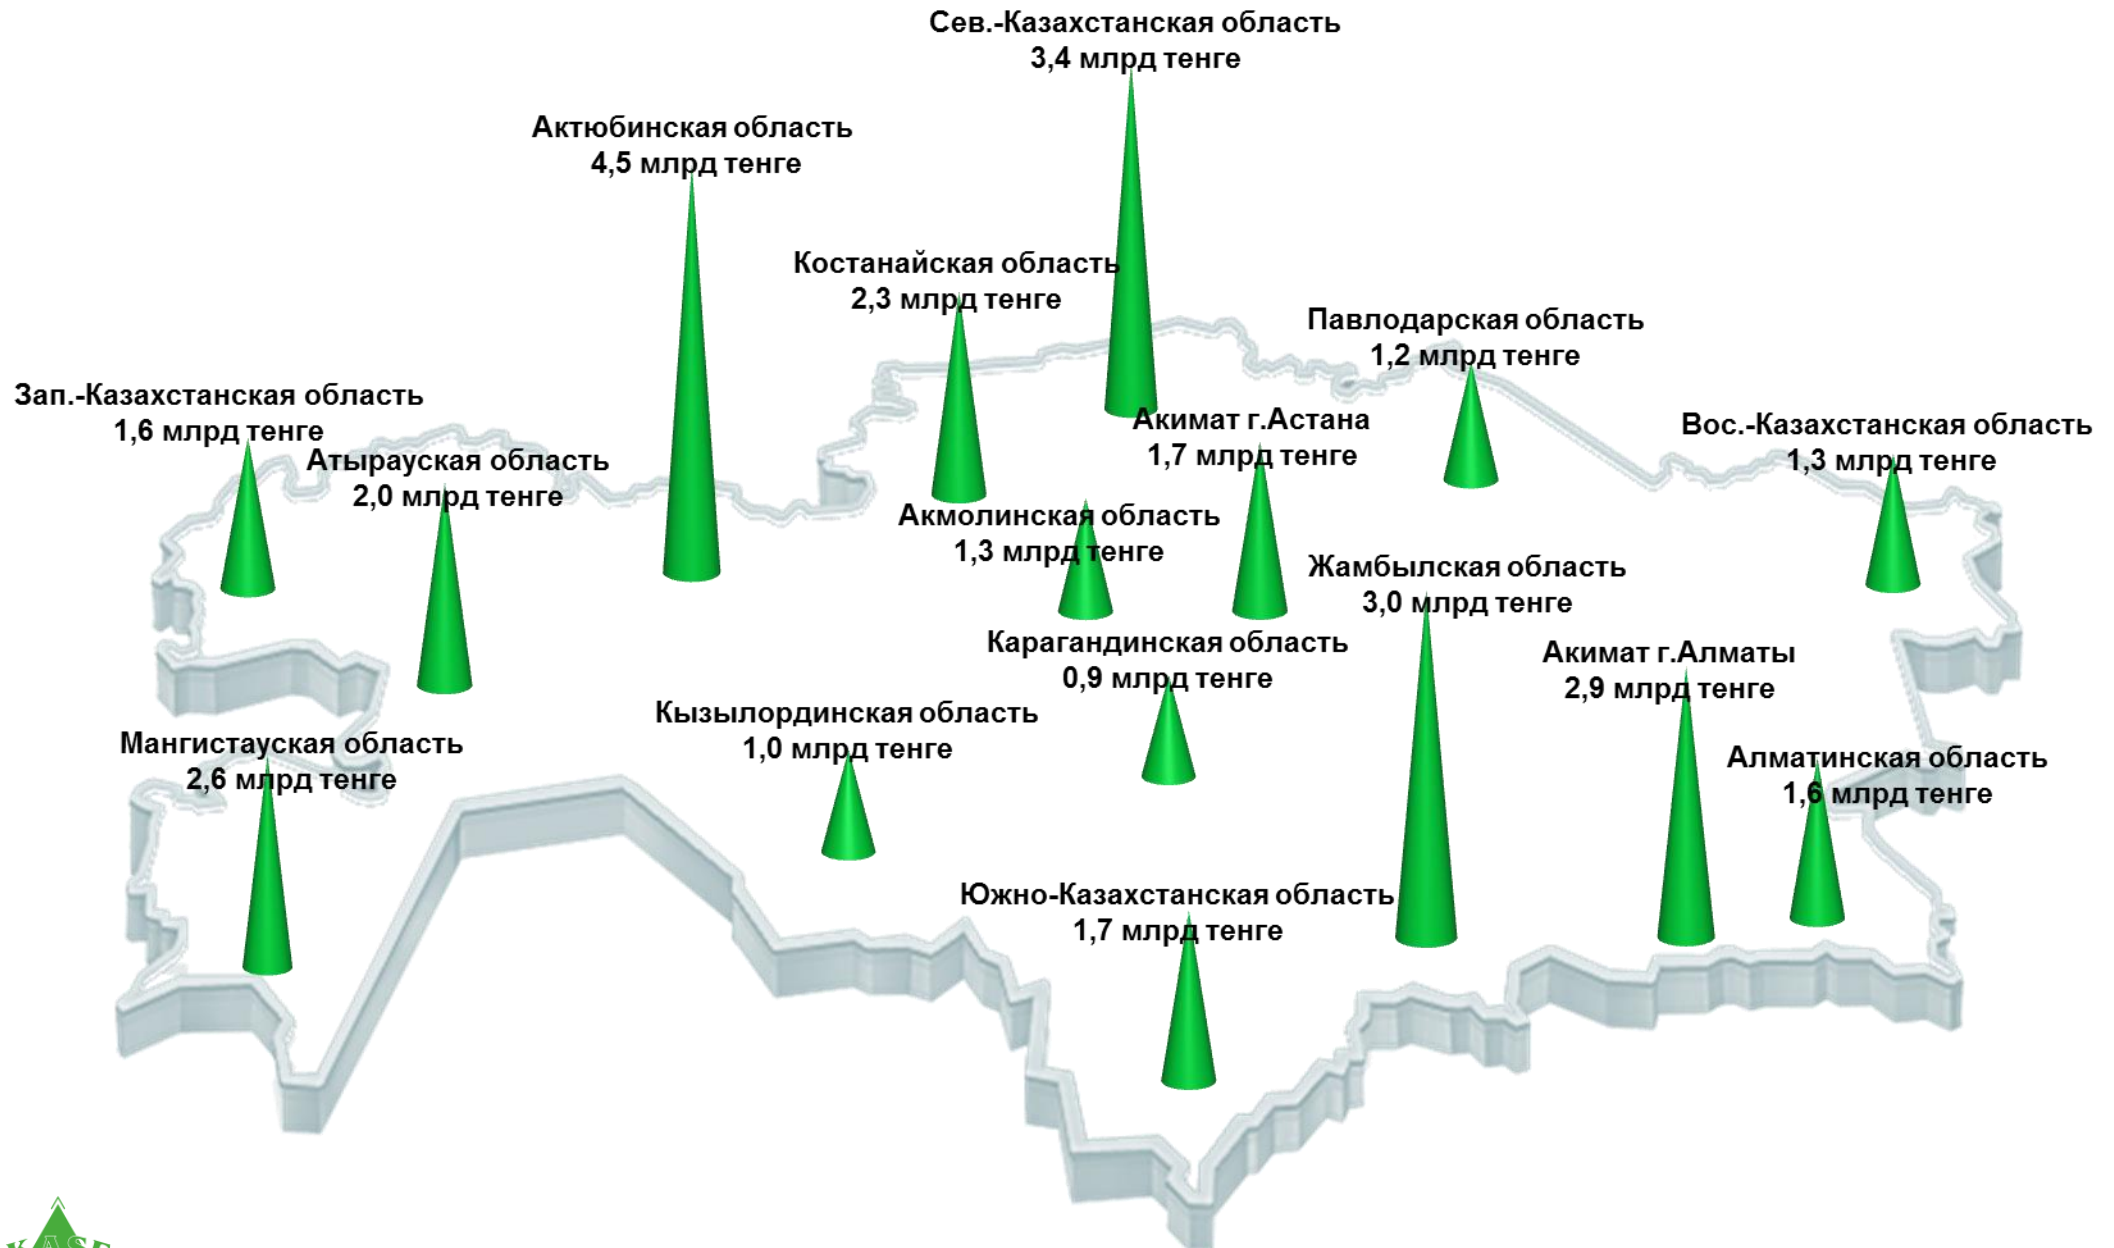 Сев.-Казахстанская область
3,4 млрд тенге
Актюбинская область
4,5 млрд тенге
Костанайская область
2,3 млрд тенге
Павлодарская область
1,2 млрд тенге
Зап.-Казахстанская область
1,6 млрд тенге
Атырауская область
2,0 млрд тенге
Акимат г.Астана
1,7 млрд тенге
Вос.-Казахстанская область
1,3 млрд тенге
Акмолинская область
1,3 млрд тенге
Жамбылская область
3,0 млрд тенге
Карагандинская область
0,9 млрд тенге
Акимат г.Алматы
2,9 млрд тенге
Кызылординская область
1,0 млрд тенге
Мангистауская область
2,6 млрд тенге
Алматинская область
1,6 млрд тенге
Южно-Казахстанская область
1,7 млрд тенге
KASE